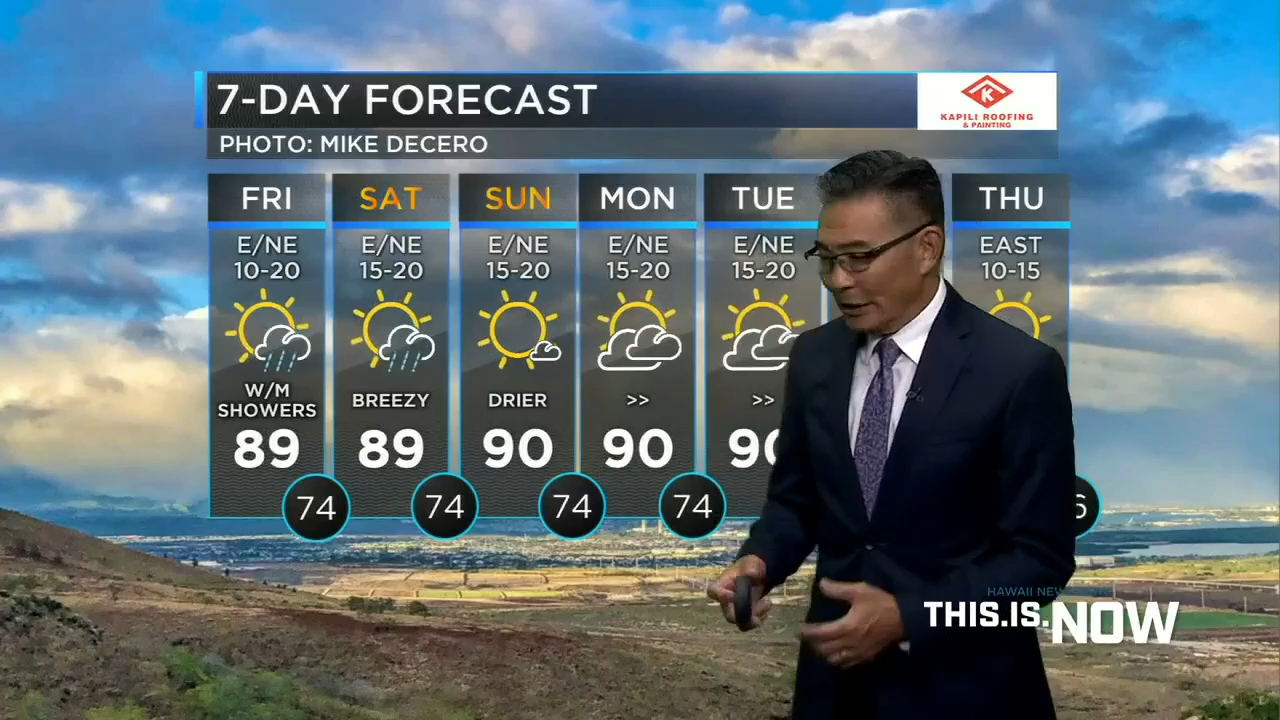 7-DAY FORECAST
K
KAPILI ROOFING
& PAINTING
PHOTO: MIKE DECERO
FRI
SAT
SUN
MON
TUE
THU
E/NE
10-20
E/NE
15-20
E/NE
15-20
E/NE
15-20
E/NE
15-20
EAST
10-15
W/M
SHOWERS
BREEZY
DRIER
>>
>>
89
89
90
90
90
74
74
74
74
6
HAWAII
THIS.IS.NOW